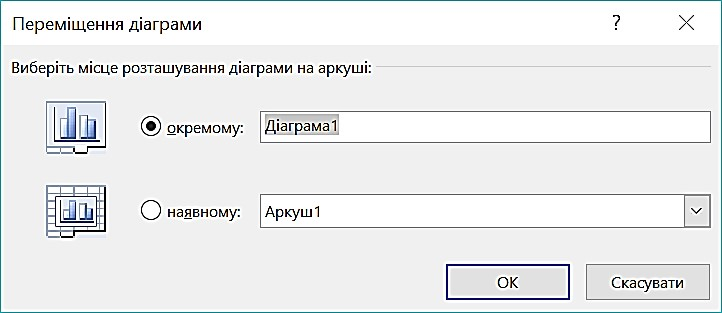 Переміщення діаграми
?
Виберіть місце розташування діаграми на аркуші:
окремому: Діаграма1
наявному: Аркуш1
ОК Скасувати